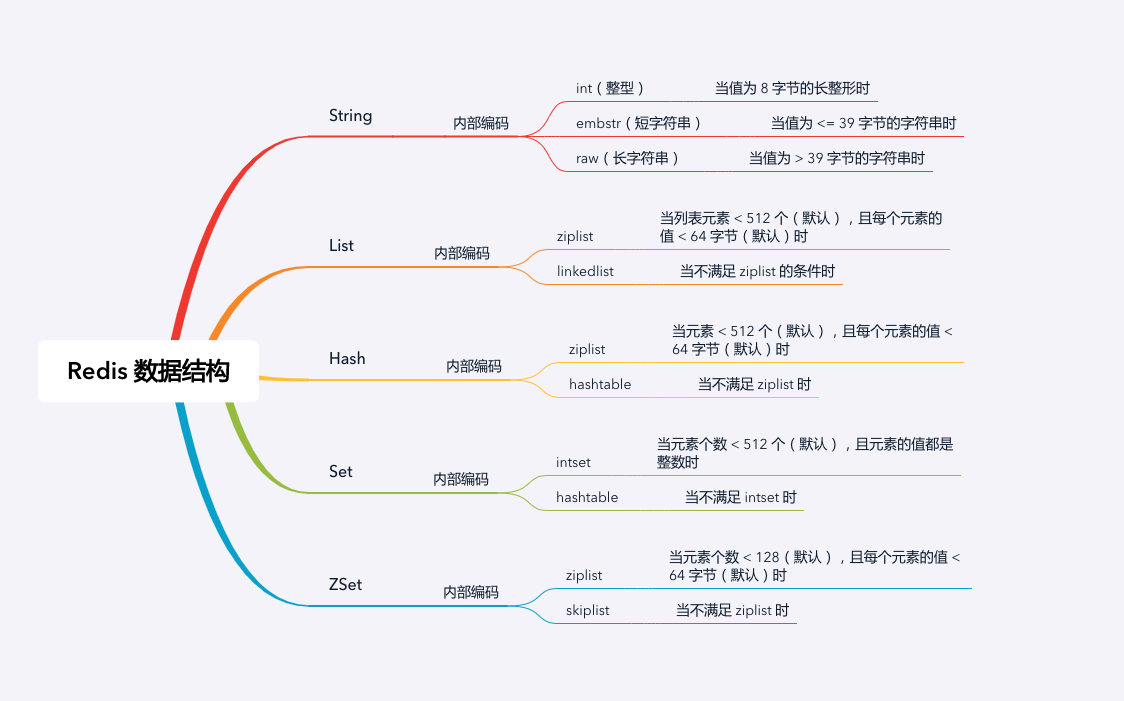 Redis 数据结构
String
内部编码
int（整型）
当值为 8 字节的长整形时
embstr（短字符串）
当值为 <= 39 字节的字符串时
raw（长字符串）
当值为 > 39 字节的字符串时
List
内部编码
ziplist
当列表元素 < 512 个（默认），且每个元素的
值 < 64 字节（默认）时
linkedlist
当不满足 ziplist 的条件时
Hash
内部编码
ziplist
当元素 < 512 个（默认），且每个元素的值 <
64 字节（默认）时
hashtable
当不满足 ziplist 时
Set
内部编码
intset
当元素个数 < 512 个（默认），且元素的值都是
整数时
hashtable
当不满足 intset 时
ZSet
内部编码
ziplist
当元素个数 < 128（默认），且每个元素的值 <
64 字节（默认）时
skiplist
当不满足 ziplist 时